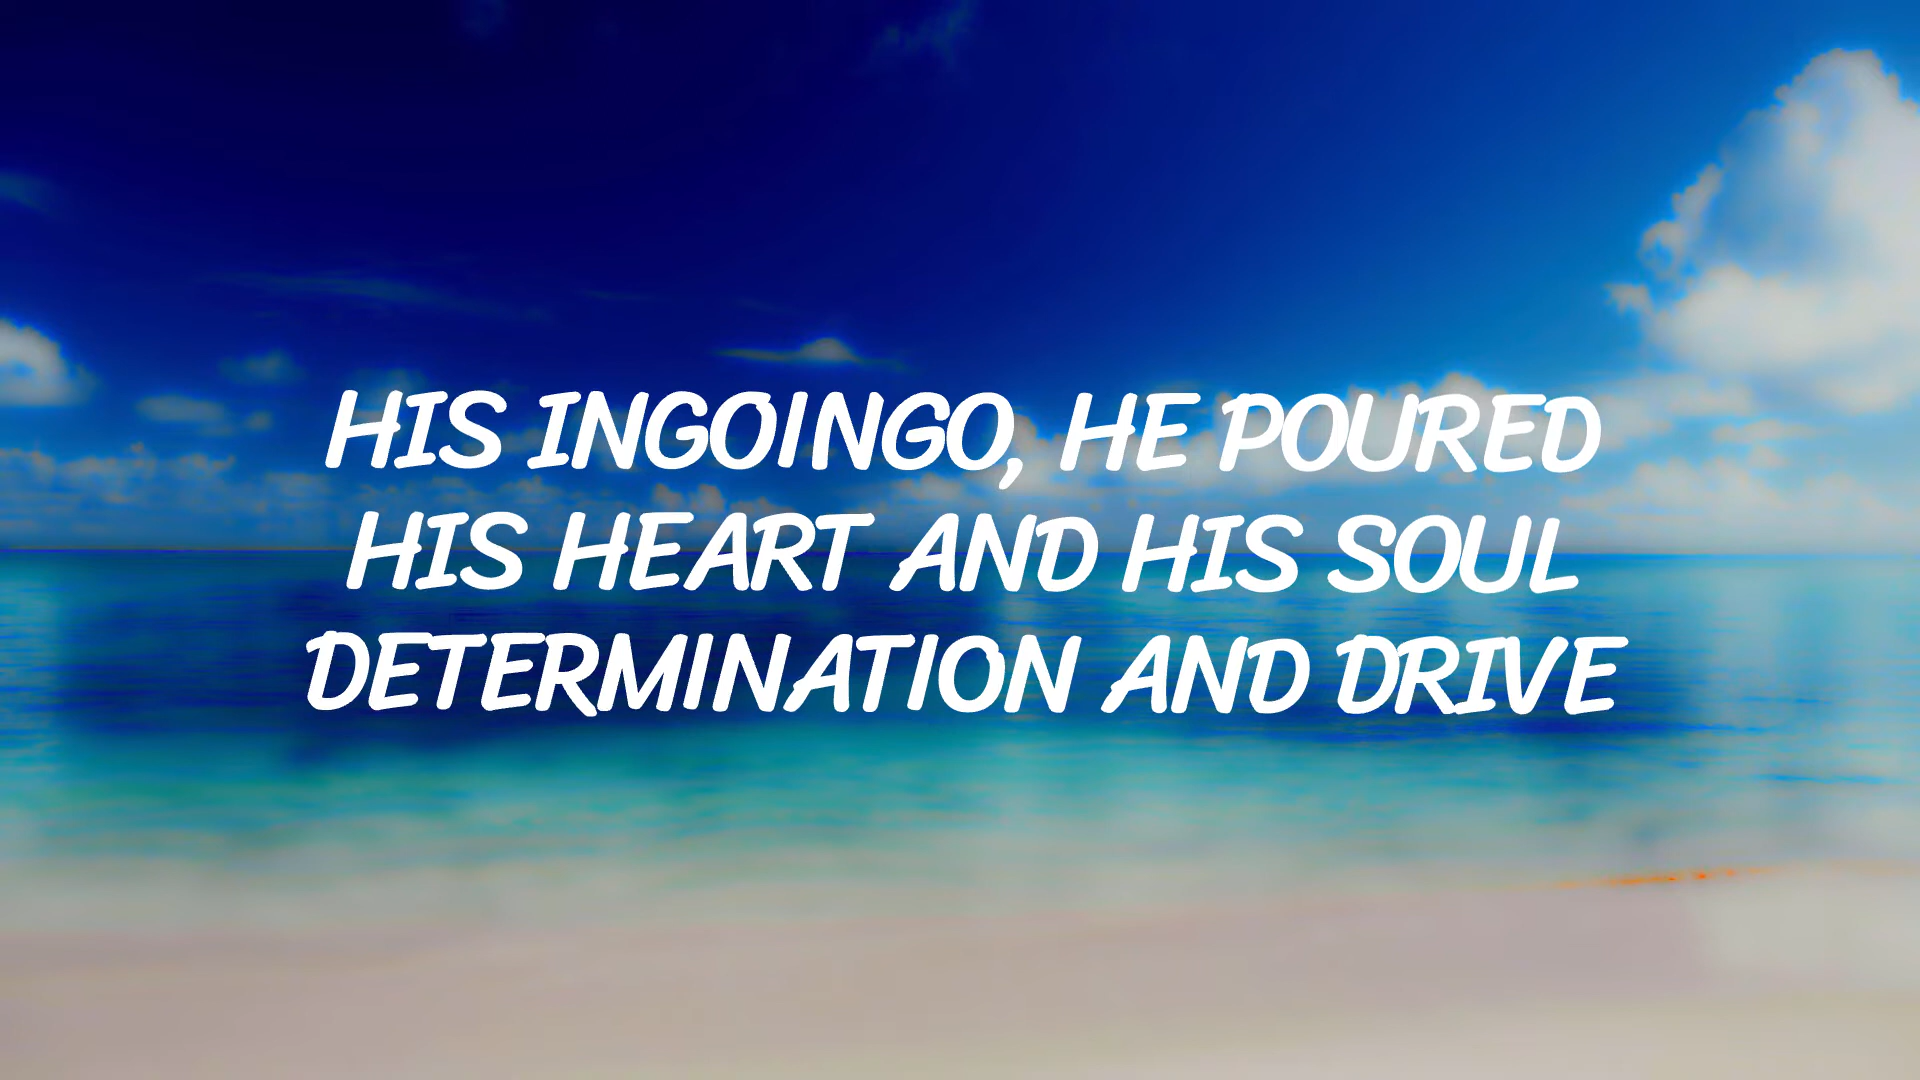 HIS INGOINGO, HE POURED
HIS HEART AND HIS SOUL
DETERMINATION AND DRIVE